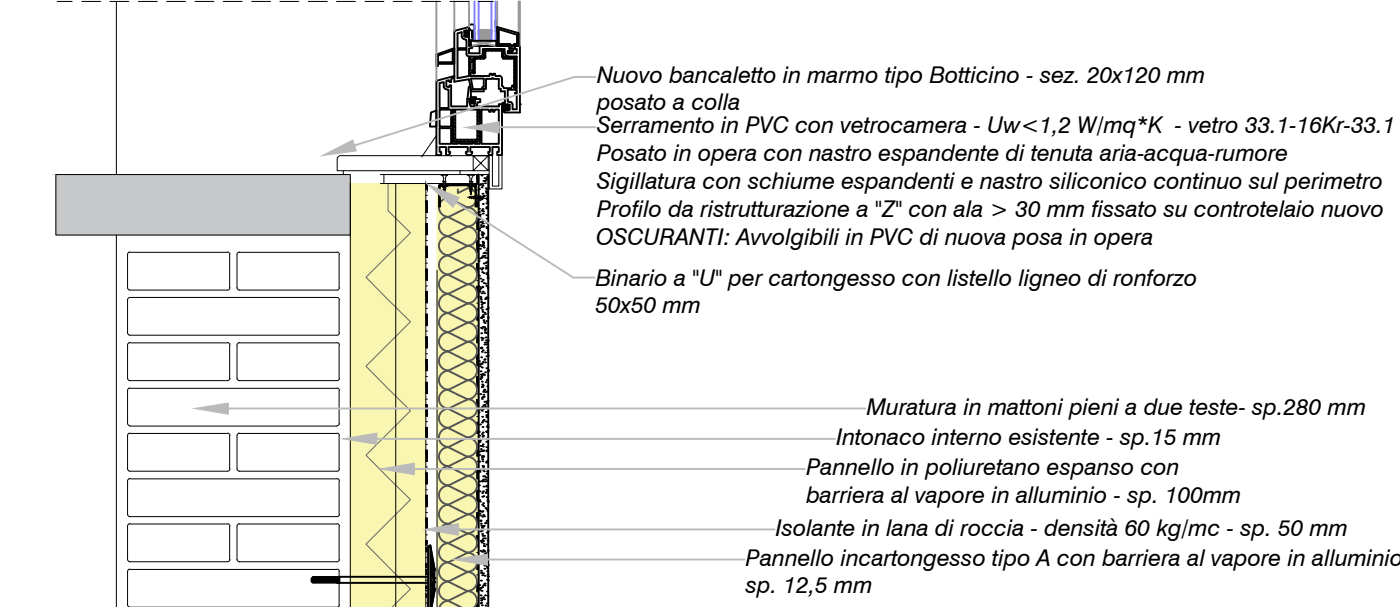 Nuovo bancaletto in marmo tipo Botticino - sez. 20x120 mm
posato a colla
Serramento in PVC con vetrocamera - Uw<1,2 W/mq*K - vetro 33.1-16Kr-33.1
Posato in opera con nastro espandente di tenuta aria-acqua-rumore
Sigillatura con schiume espandenti e nastro siliconico continuo sul perimetro
Profilo da ristrutturazione a "Z" con ala > 30 mm fissato su controtelaio nuovo
OSCURANTI: Avvolgibili in PVC di nuova posa in opera
Binario a "U" per cartongesso con listello ligneo di ronforzo
50x50 mm
Muratura in mattoni pieni a due teste- sp.280 mm
Intonaco interno esistente - sp.15 mm
Pannello in poliuretano espanso con
barriera al vapore in alluminio - sp. 100mm
Isolante in lana di roccia - densità 60 kg/mc - sp. 50 mm
Pannello incartongesso tipo A con barriera al vapore in alluminio
sp. 12,5 mm